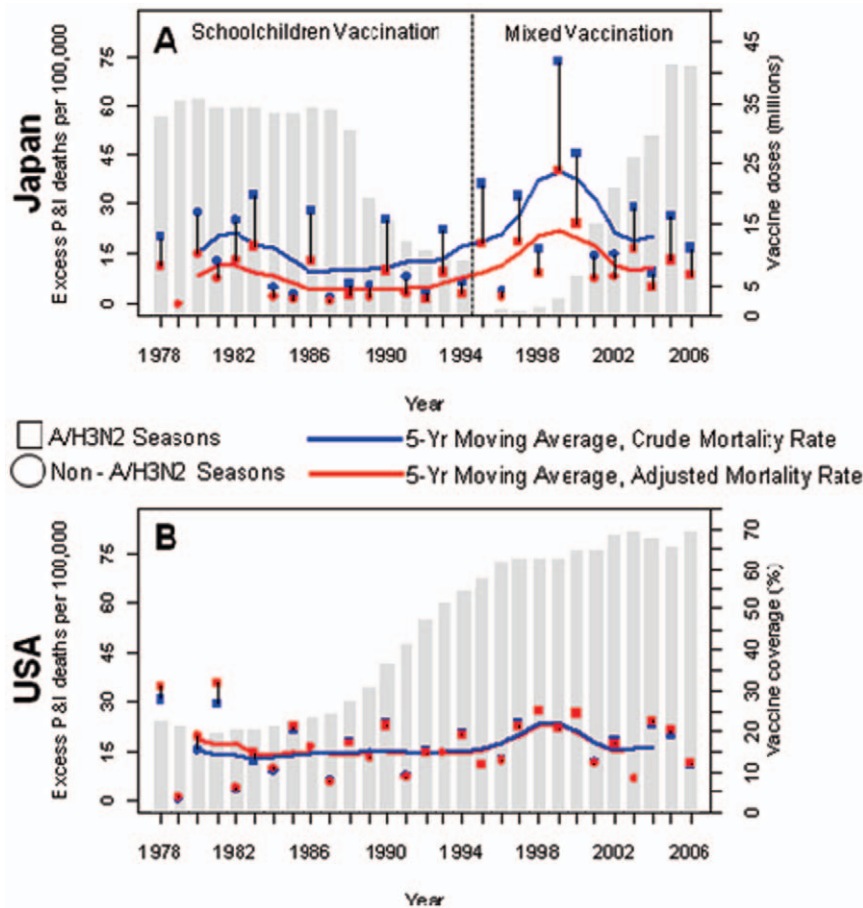 A
Schoolchildren Vaccination
Mixed Vaccination
Japan
Excess P&I deaths per 100,000
75
60
45
30
15
0
45
35
25
15
5
0
Vaccine doses (millions)
1978 1982 1986 1990 1994 1998 2002 2006
Year
A/H3N2 Seasons
5-Yr Moving Average, Crude Mortality Rate
Non - A/H3N2 Seasons
5-Yr Moving Average, Adjusted Mortality Rate
B
USA
Excess P&I deaths per 100,000
75
60
45
30
15
0
70
60
50
40
30
20
10
0
Vaccine coverage (%)
1978 1982 1986 1990 1994 1998 2002 2006
Year